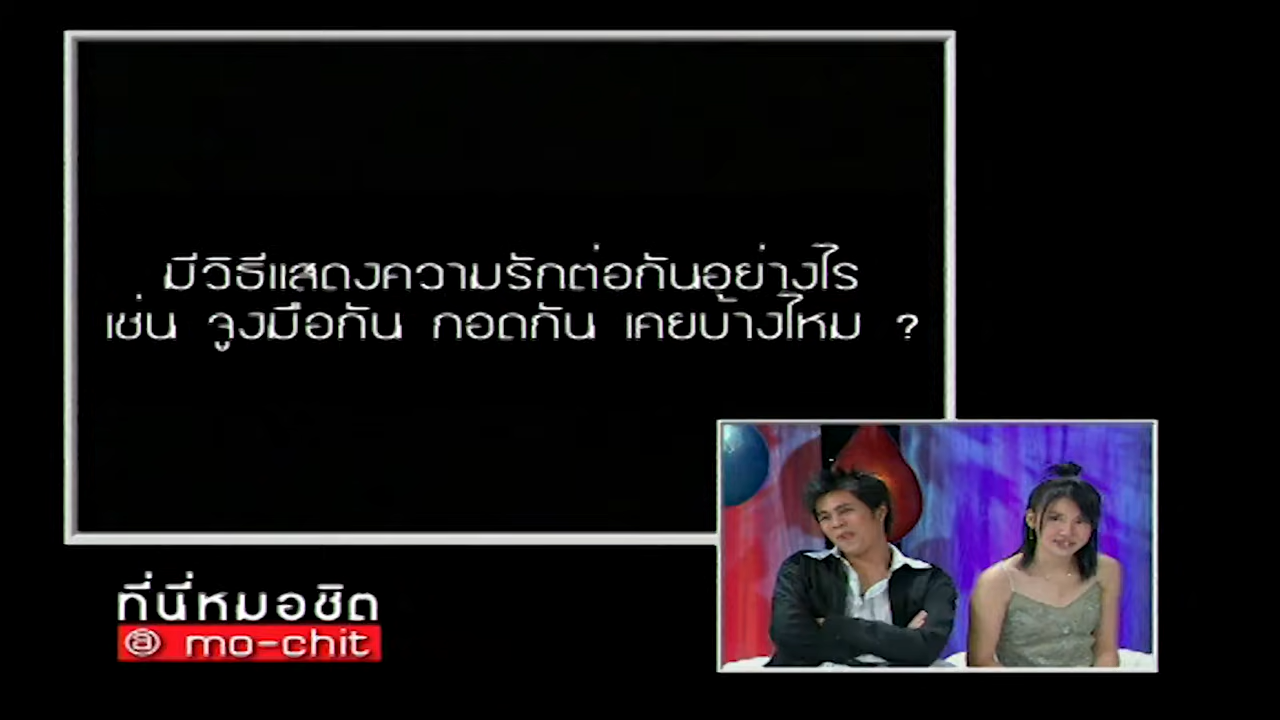 มีวิธีแสดงความรักต่อกันอย่างไร
เช่น จูงมือกัน กอดกัน เคยบ้างไหม ?
ที่นี่หมอชิต
@ mo-chit